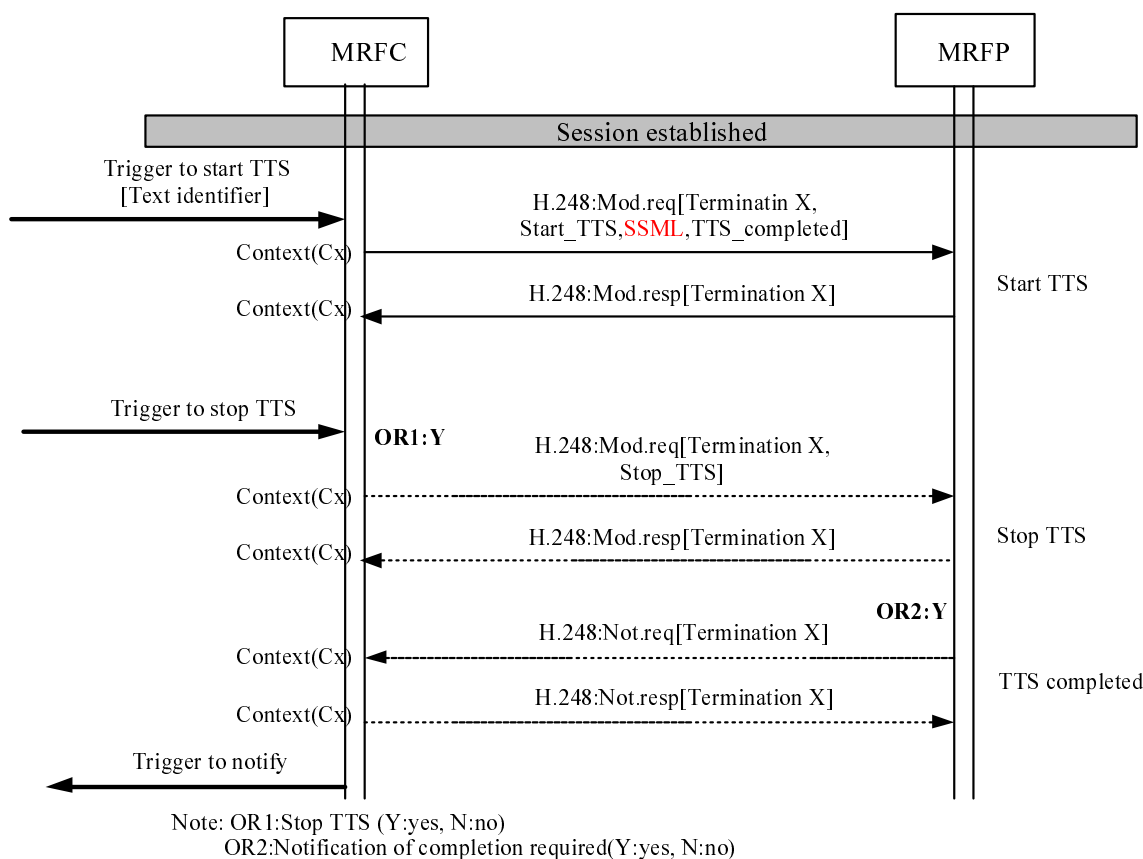 MRFC
MRFP
Session established
Trigger to start TTS
[Text identifier]
H.248:Mod.req[Terminatin X,
Start_TTS,SSML,TTS_completed]
Context(Cx)
Start TTS
H.248:Mod.resp[Termination X]
Context(Cx)
Trigger to stop TTS
OR1:Y
H.248:Mod.req[Termination X,
Stop_TTS]
Context(Cx)
H.248:Mod.resp[Termination X]
Stop TTS
Context(Cx)
OR2:Y
H.248:Not.req[Termination X]
Context(Cx)
TTS completed
H.248:Not.resp[Termination X]
Context(Cx)
Trigger to notify
Note: OR1:Stop TTS (Y:yes, N:no)
OR2:Notification of completion required(Y:yes, N:no)